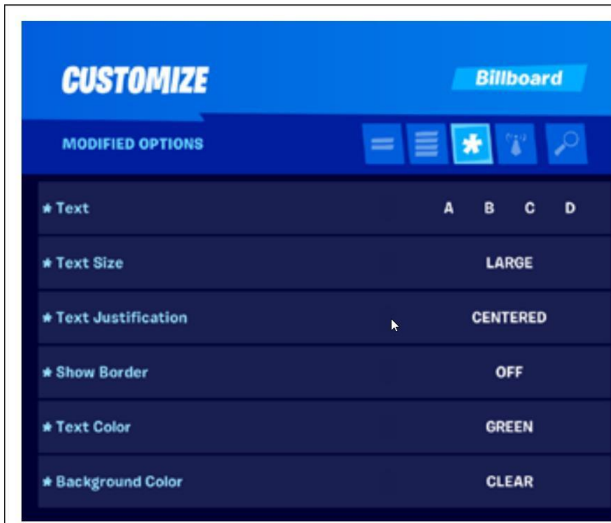 CUSTOMIZE
Billboard
MODIFIED OPTIONS
* Text A B C D
* Text Size LARGE
* Text Justification CENTERED
* Show Border OFF
* Text Color GREEN
* Background Color CLEAR